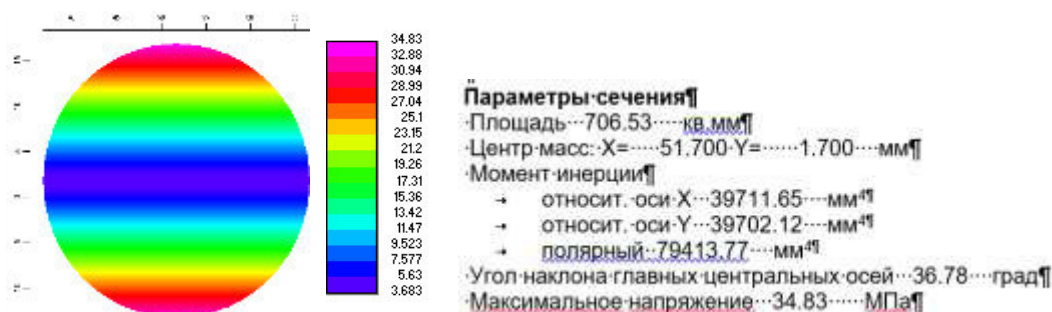 34.83
32.88
30.94
28.99
27.04
25.1
23.15
21.2
19.26
17.31
15.36
13.42
11.47
9.523
7.577
5.63
3.683
Параметры·сечения¶
·Площадь···706.53·····кв.мм¶
·Центр·масс:·X=·····51.700·Y=······1.700····мм¶
·Момент·инерции¶
→ относит.·оси·X···39711.65····мм⁴¶
→ относит.·оси·Y···39702.12····мм⁴¶
→ полярный··79413.77····мм⁴¶
·Угол·наклона·главных·центральных·осей···36.78····град¶
·Максимальное·напряжение···34.83·····МПа¶